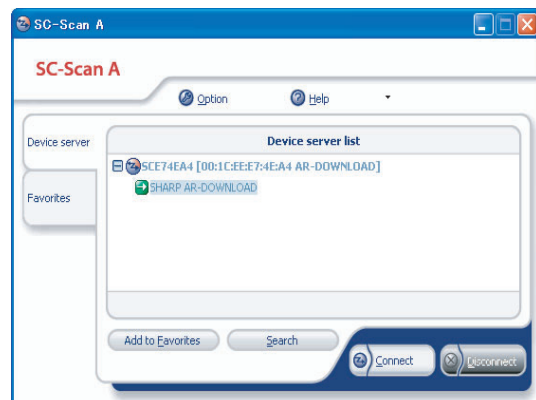 SC-Scan A
SC-Scan A
Option Help
Device server
Device server list
SCE74EA4 [00:1C:EE:E7:4E:A4 AR-DOWNLOAD]
SHARP AR-DOWNLOAD
Favorites
Add to Favorites Search
Connect Disconnect